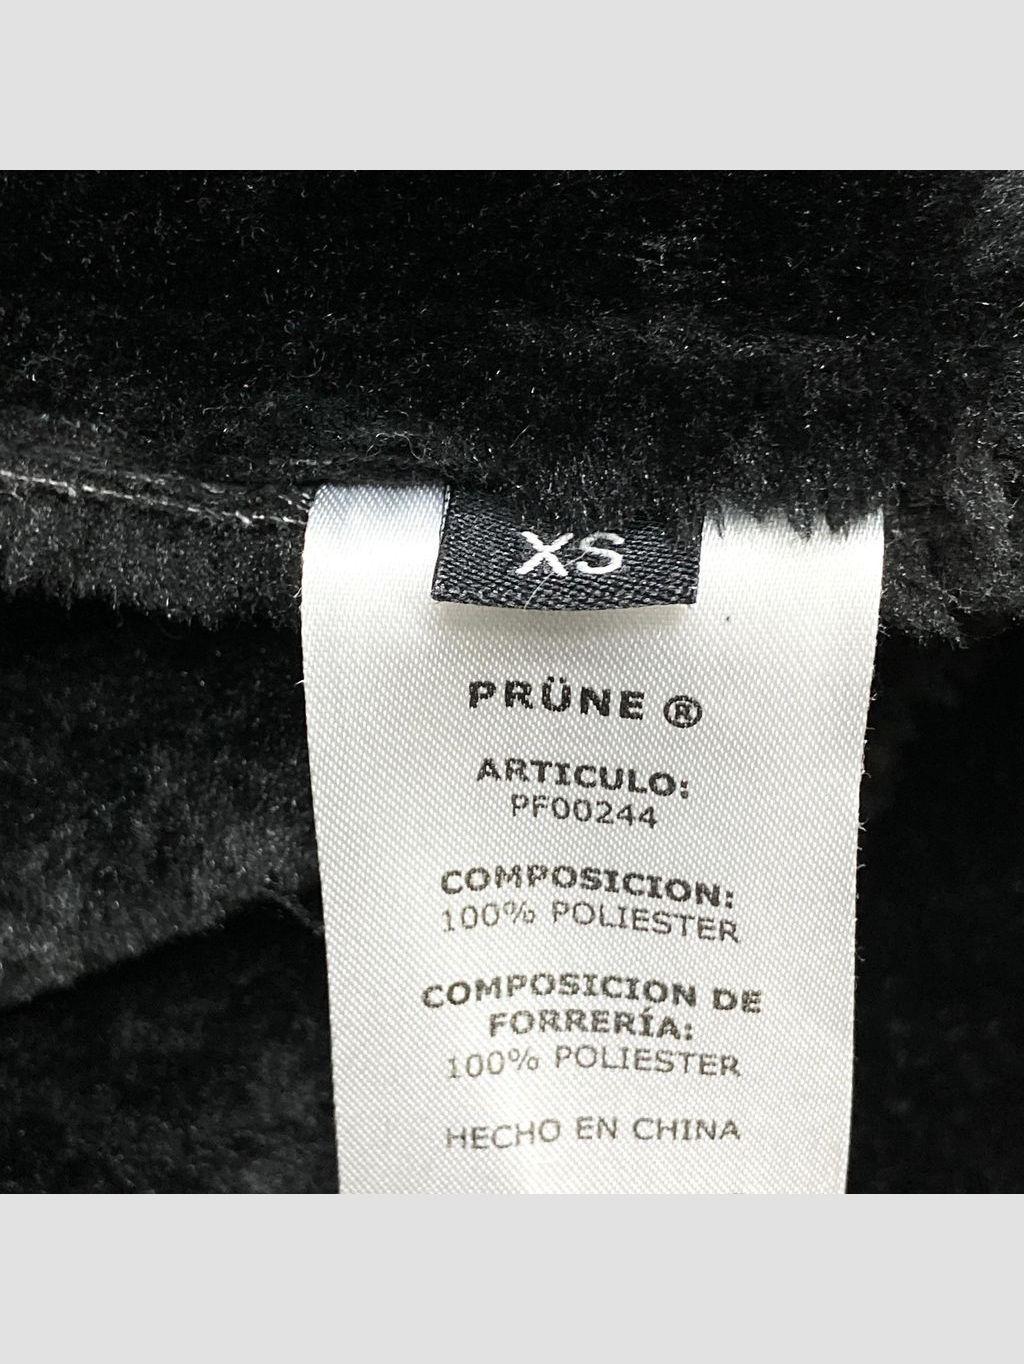 XS
PRÜNE ®
ARTICULO:
PF00244
COMPOSICION:
100% POLIESTER
COMPOSICION DE
FORRERÍA:
100% POLIESTER
HECHO EN CHINA